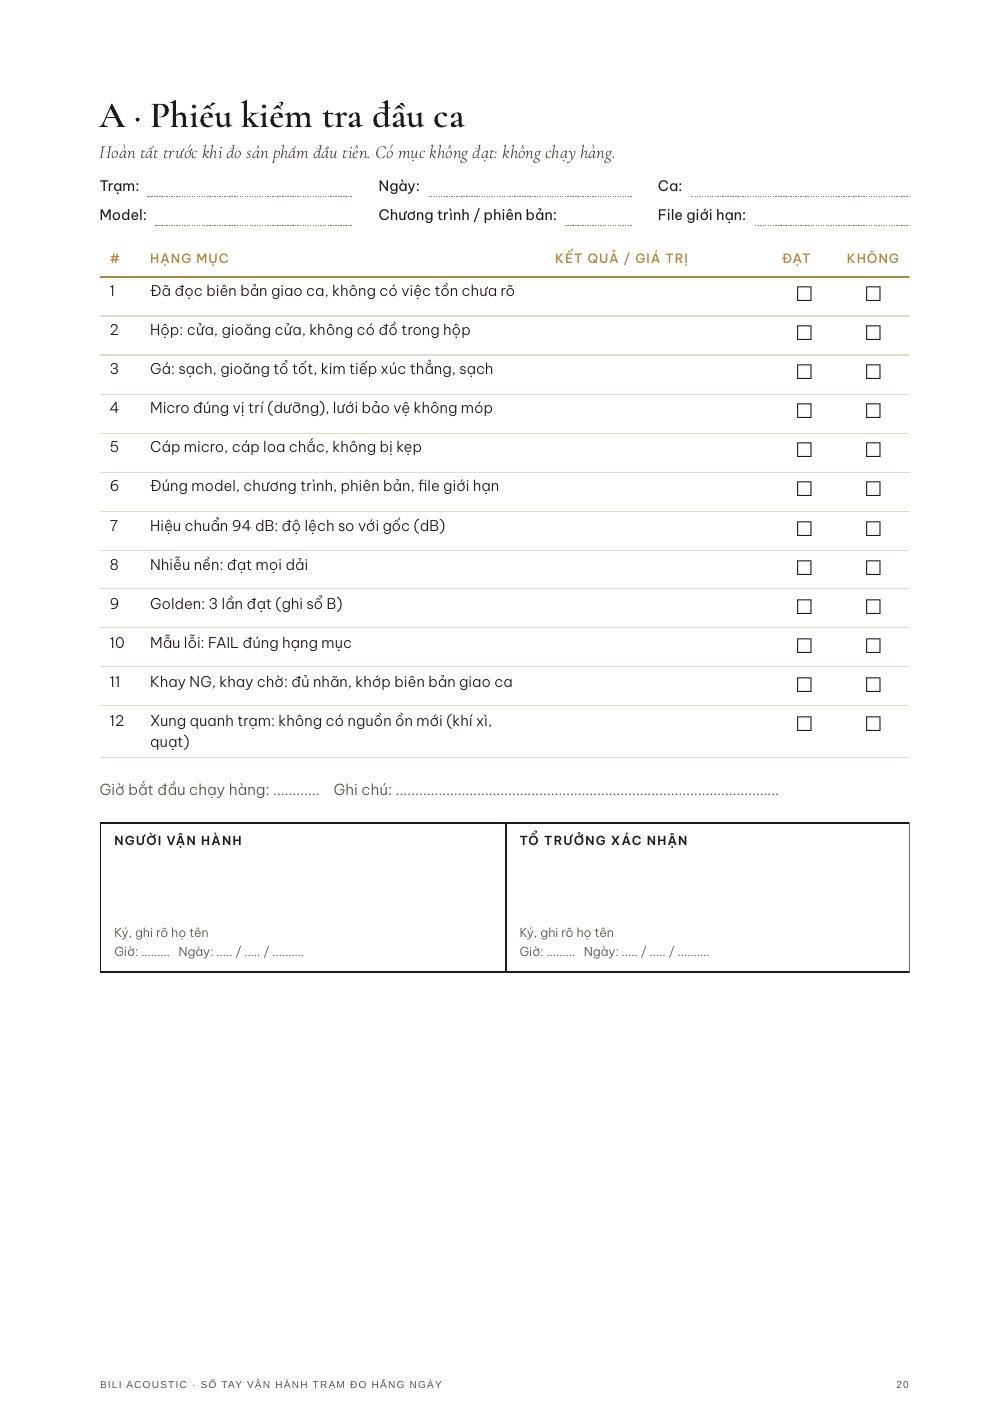 A · Phiếu kiểm tra đầu ca
Hoàn tất trước khi đo sản phẩm đầu tiên. Có mục không đạt: không chạy hàng.
Trạm: Ngày: Ca:
Model: Chương trình / phiên bản: File giới hạn:
# HẠNG MỤC KẾT QUẢ / GIÁ TRỊ ĐẠT KHÔNG
1 Đã đọc biên bản giao ca, không có việc tồn chưa rõ ☐ ☐
2 Hộp: cửa, gioăng cửa, không có đồ trong hộp ☐ ☐
3 Gá: sạch, gioăng tổ tốt, kim tiếp xúc thẳng, sạch ☐ ☐
4 Micro đúng vị trí (dưỡng), lưới bảo vệ không móp ☐ ☐
5 Cáp micro, cáp loa chắc, không bị kẹp ☐ ☐
6 Đúng model, chương trình, phiên bản, file giới hạn ☐ ☐
7 Hiệu chuẩn 94 dB: độ lệch so với gốc (dB) ☐ ☐
8 Nhiễu nền: đạt mọi dải ☐ ☐
9 Golden: 3 lần đạt (ghi sổ B) ☐ ☐
10 Mẫu lỗi: FAIL đúng hạng mục ☐ ☐
11 Khay NG, khay chờ: đủ nhãn, khớp biên bản giao ca ☐ ☐
12 Xung quanh trạm: không có nguồn ồn mới (khí xì, ☐ ☐
quạt)
Giờ bắt đầu chạy hàng: ............ Ghi chú: ...................................................................................................
NGƯỜI VẬN HÀNH TỔ TRƯỞNG XÁC NHẬN
Ký, ghi rõ họ tên Ký, ghi rõ họ tên
Giờ: ......... Ngày: ..... / ..... / .......... Giờ: ......... Ngày: ..... / ..... / ..........
BILI ACOUSTIC · SỔ TAY VẬN HÀNH TRẠM ĐO HẰNG NGÀY 20